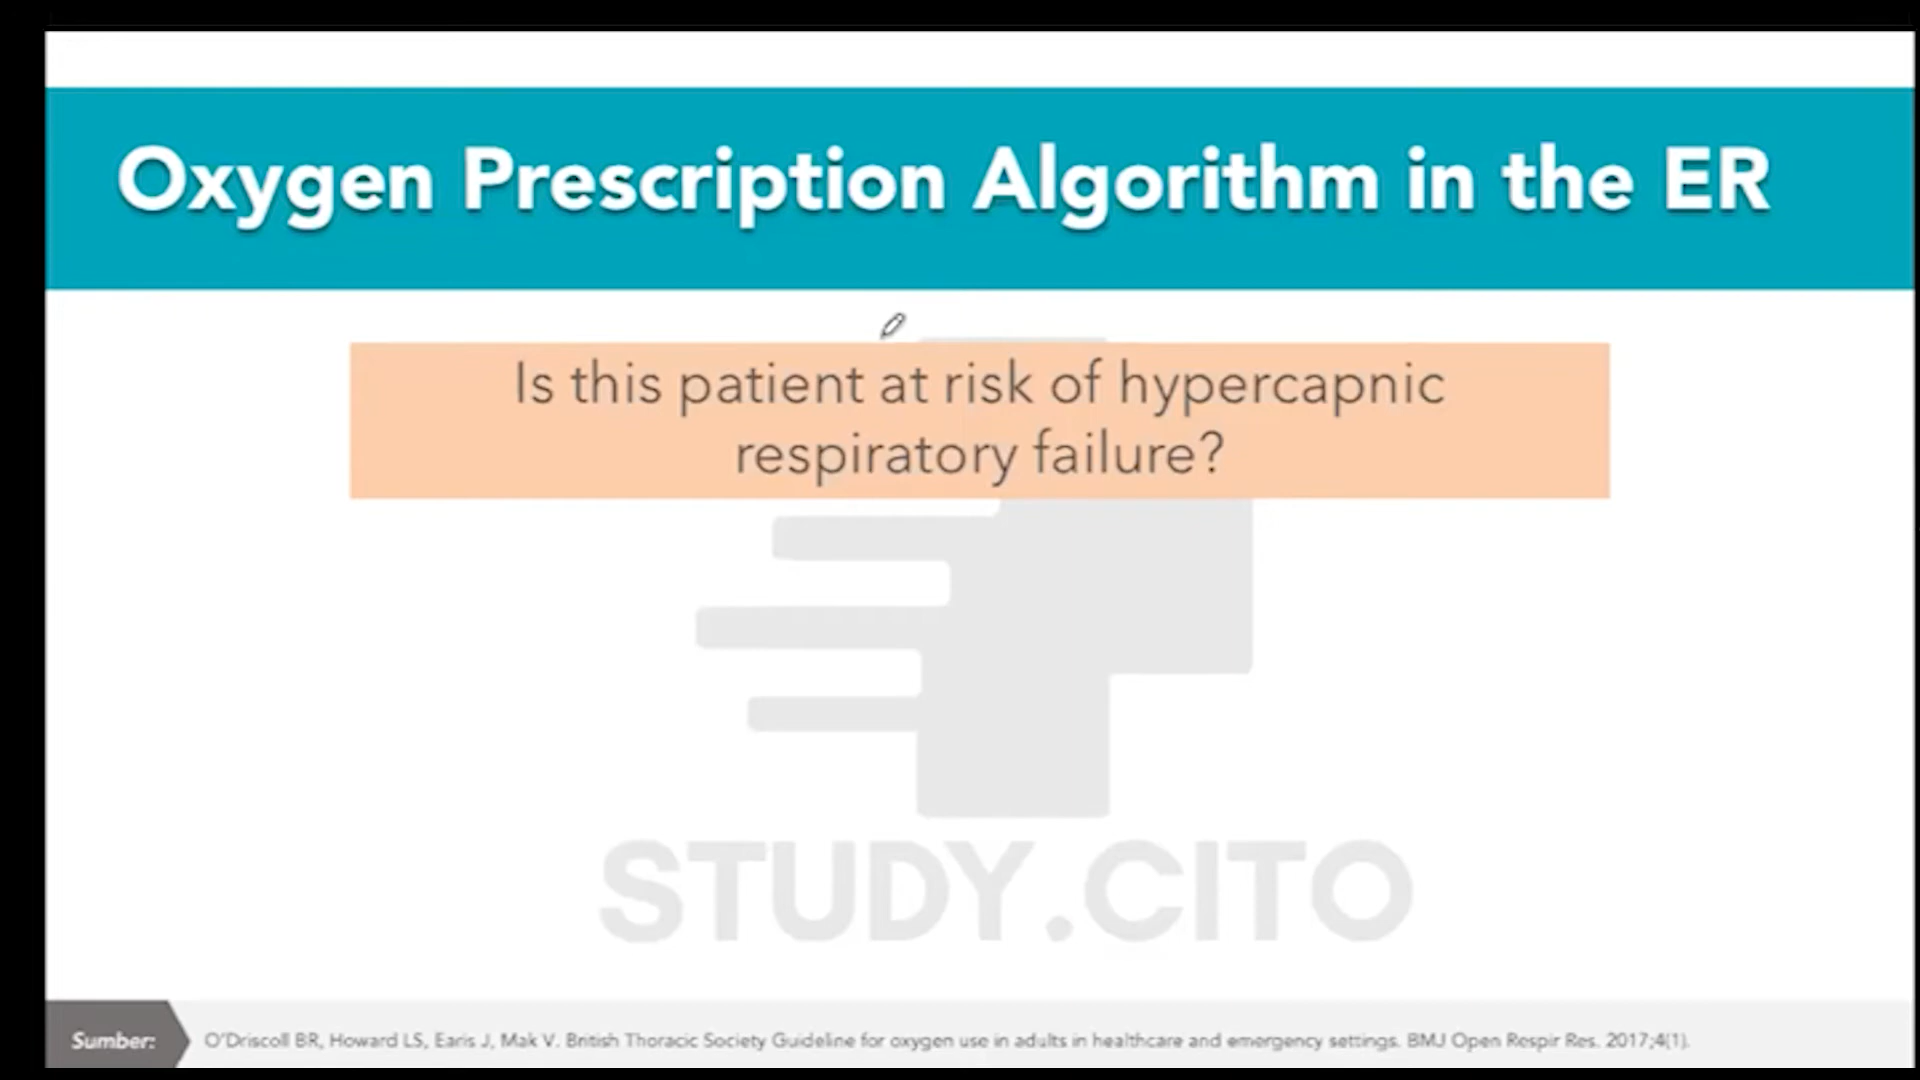 Oxygen Prescription Algorithm in the ER
Is this patient at risk of hypercapnic
respiratory failure?
STUDY.CITO
Sumber:
O'Driscoll BR, Howard LS, Earis J, Mak V. British Thoracic Society Guideline for oxygen use in adults in healthcare and emergency settings. BMJ Open Respir Res. 2017;4(1).